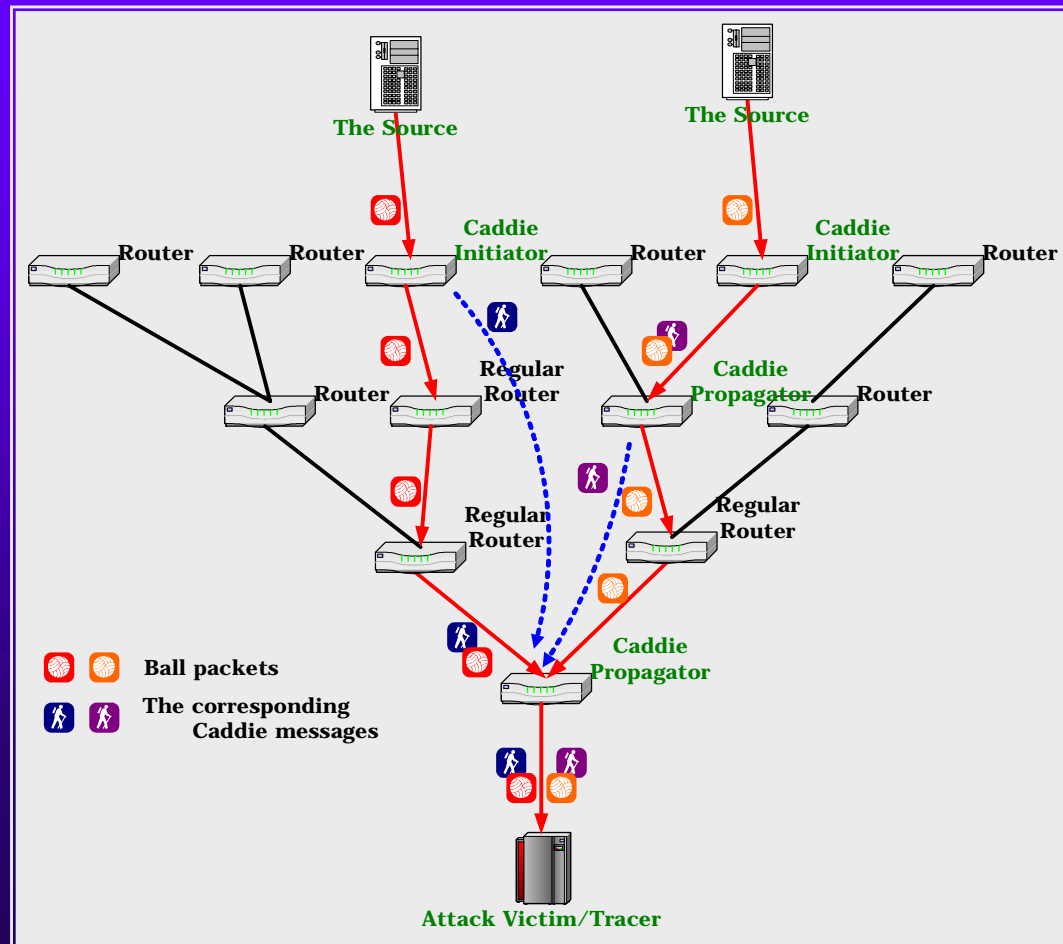 The Source
The Source
Caddie
Initiator
Caddie
Initiator
Router
Router
Router
Router
Regular
Router
Caddie
Propagator
Router
Router
Regular
Router
Regular
Router
Caddie
Propagator
Ball packets
The corresponding
Caddie messages
Attack Victim/Tracer